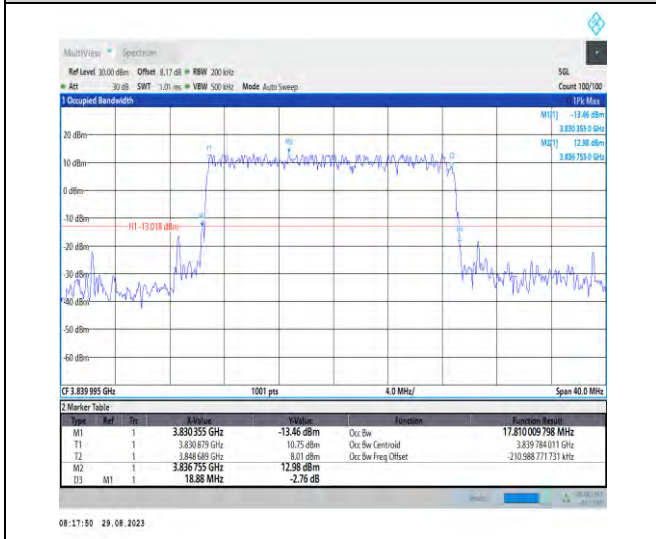 MultiView Spectrum
Ref Level 30.00 dBm Offset 8.17 dB RBW 200 kHz SGL
Att 30 dB SWT 1.01 ms VBW 500 kHz Mode Auto Sweep Count 100/100
1 Occupied Bandwidth 1Pk Max
M1[1] -13.46 dBm
3.830 355 0 GHz
M2[1] 12.98 dBm
3.836 755 0 GHz
20 dBm
T1 M2 T2
10 dBm
0 dBm
-10 dBm
M1
H1 -13.018 dBm
-20 dBm
-30 dBm
-40 dBm
-50 dBm
-60 dBm
CF 3.839 995 GHz 1001 pts 4.0 MHz/ Span 40.0 MHz
2 Marker Table
Type Ref Trc X-Value Y-Value Function Function Result
M1 1 3.830 355 GHz -13.46 dBm Occ Bw 17.810 009 798 MHz
T1 1 3.830 879 GHz 10.75 dBm Occ Bw Centroid 3.839 784 011 GHz
T2 1 3.848 689 GHz 8.01 dBm Occ Bw Freq Offset -210.988 771 731 kHz
M2 1 3.836 755 GHz 12.98 dBm
D3 M1 1 18.88 MHz -2.76 dB
08:17:50 29.08.2023